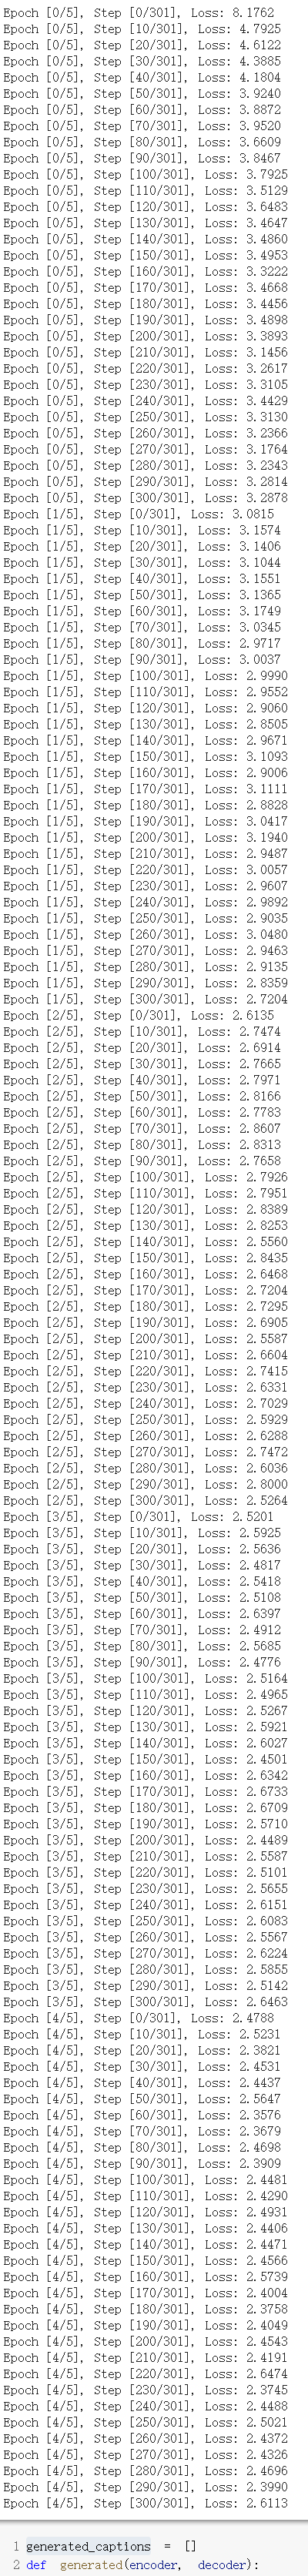 Epoch [0/5], Step [0/301], Loss: 8.1762
Epoch [0/5], Step [10/301], Loss: 4.7925
Epoch [0/5], Step [20/301], Loss: 4.6122
Epoch [0/5], Step [30/301], Loss: 4.3885
Epoch [0/5], Step [40/301], Loss: 4.1804
Epoch [0/5], Step [50/301], Loss: 3.9240
Epoch [0/5], Step [60/301], Loss: 3.8872
Epoch [0/5], Step [70/301], Loss: 3.9520
Epoch [0/5], Step [80/301], Loss: 3.6609
Epoch [0/5], Step [90/301], Loss: 3.8467
Epoch [0/5], Step [100/301], Loss: 3.7925
Epoch [0/5], Step [110/301], Loss: 3.5129
Epoch [0/5], Step [120/301], Loss: 3.6483
Epoch [0/5], Step [130/301], Loss: 3.4647
Epoch [0/5], Step [140/301], Loss: 3.4860
Epoch [0/5], Step [150/301], Loss: 3.4953
Epoch [0/5], Step [160/301], Loss: 3.3222
Epoch [0/5], Step [170/301], Loss: 3.4668
Epoch [0/5], Step [180/301], Loss: 3.4456
Epoch [0/5], Step [190/301], Loss: 3.4898
Epoch [0/5], Step [200/301], Loss: 3.3893
Epoch [0/5], Step [210/301], Loss: 3.1456
Epoch [0/5], Step [220/301], Loss: 3.2617
Epoch [0/5], Step [230/301], Loss: 3.3105
Epoch [0/5], Step [240/301], Loss: 3.4429
Epoch [0/5], Step [250/301], Loss: 3.3130
Epoch [0/5], Step [260/301], Loss: 3.2366
Epoch [0/5], Step [270/301], Loss: 3.1764
Epoch [0/5], Step [280/301], Loss: 3.2343
Epoch [0/5], Step [290/301], Loss: 3.2814
Epoch [0/5], Step [300/301], Loss: 3.2878
Epoch [1/5], Step [0/301], Loss: 3.0815
Epoch [1/5], Step [10/301], Loss: 3.1574
Epoch [1/5], Step [20/301], Loss: 3.1406
Epoch [1/5], Step [30/301], Loss: 3.1044
Epoch [1/5], Step [40/301], Loss: 3.1551
Epoch [1/5], Step [50/301], Loss: 3.1365
Epoch [1/5], Step [60/301], Loss: 3.1749
Epoch [1/5], Step [70/301], Loss: 3.0345
Epoch [1/5], Step [80/301], Loss: 2.9717
Epoch [1/5], Step [90/301], Loss: 3.0037
Epoch [1/5], Step [100/301], Loss: 2.9990
Epoch [1/5], Step [110/301], Loss: 2.9552
Epoch [1/5], Step [120/301], Loss: 2.9060
Epoch [1/5], Step [130/301], Loss: 2.8505
Epoch [1/5], Step [140/301], Loss: 2.9671
Epoch [1/5], Step [150/301], Loss: 3.1093
Epoch [1/5], Step [160/301], Loss: 2.9006
Epoch [1/5], Step [170/301], Loss: 3.1111
Epoch [1/5], Step [180/301], Loss: 2.8828
Epoch [1/5], Step [190/301], Loss: 3.0417
Epoch [1/5], Step [200/301], Loss: 3.1940
Epoch [1/5], Step [210/301], Loss: 2.9487
Epoch [1/5], Step [220/301], Loss: 3.0057
Epoch [1/5], Step [230/301], Loss: 2.9607
Epoch [1/5], Step [240/301], Loss: 2.9892
Epoch [1/5], Step [250/301], Loss: 2.9035
Epoch [1/5], Step [260/301], Loss: 3.0480
Epoch [1/5], Step [270/301], Loss: 2.9463
Epoch [1/5], Step [280/301], Loss: 2.9135
Epoch [1/5], Step [290/301], Loss: 2.8359
Epoch [1/5], Step [300/301], Loss: 2.7204
Epoch [2/5], Step [0/301], Loss: 2.6135
Epoch [2/5], Step [10/301], Loss: 2.7474
Epoch [2/5], Step [20/301], Loss: 2.6914
Epoch [2/5], Step [30/301], Loss: 2.7665
Epoch [2/5], Step [40/301], Loss: 2.7971
Epoch [2/5], Step [50/301], Loss: 2.8166
Epoch [2/5], Step [60/301], Loss: 2.7783
Epoch [2/5], Step [70/301], Loss: 2.8607
Epoch [2/5], Step [80/301], Loss: 2.8313
Epoch [2/5], Step [90/301], Loss: 2.7658
Epoch [2/5], Step [100/301], Loss: 2.7926
Epoch [2/5], Step [110/301], Loss: 2.7951
Epoch [2/5], Step [120/301], Loss: 2.8389
Epoch [2/5], Step [130/301], Loss: 2.8253
Epoch [2/5], Step [140/301], Loss: 2.5560
Epoch [2/5], Step [150/301], Loss: 2.8435
Epoch [2/5], Step [160/301], Loss: 2.6468
Epoch [2/5], Step [170/301], Loss: 2.7204
Epoch [2/5], Step [180/301], Loss: 2.7295
Epoch [2/5], Step [190/301], Loss: 2.6905
Epoch [2/5], Step [200/301], Loss: 2.5587
Epoch [2/5], Step [210/301], Loss: 2.6604
Epoch [2/5], Step [220/301], Loss: 2.7415
Epoch [2/5], Step [230/301], Loss: 2.6331
Epoch [2/5], Step [240/301], Loss: 2.7029
Epoch [2/5], Step [250/301], Loss: 2.5929
Epoch [2/5], Step [260/301], Loss: 2.6288
Epoch [2/5], Step [270/301], Loss: 2.7472
Epoch [2/5], Step [280/301], Loss: 2.6036
Epoch [2/5], Step [290/301], Loss: 2.8000
Epoch [2/5], Step [300/301], Loss: 2.5264
Epoch [3/5], Step [0/301], Loss: 2.5201
Epoch [3/5], Step [10/301], Loss: 2.5925
Epoch [3/5], Step [20/301], Loss: 2.5636
Epoch [3/5], Step [30/301], Loss: 2.4817
Epoch [3/5], Step [40/301], Loss: 2.5418
Epoch [3/5], Step [50/301], Loss: 2.5108
Epoch [3/5], Step [60/301], Loss: 2.6397
Epoch [3/5], Step [70/301], Loss: 2.4912
Epoch [3/5], Step [80/301], Loss: 2.5685
Epoch [3/5], Step [90/301], Loss: 2.4776
Epoch [3/5], Step [100/301], Loss: 2.5164
Epoch [3/5], Step [110/301], Loss: 2.4965
Epoch [3/5], Step [120/301], Loss: 2.5267
Epoch [3/5], Step [130/301], Loss: 2.5921
Epoch [3/5], Step [140/301], Loss: 2.6027
Epoch [3/5], Step [150/301], Loss: 2.4501
Epoch [3/5], Step [160/301], Loss: 2.6342
Epoch [3/5], Step [170/301], Loss: 2.6733
Epoch [3/5], Step [180/301], Loss: 2.6709
Epoch [3/5], Step [190/301], Loss: 2.5710
Epoch [3/5], Step [200/301], Loss: 2.4489
Epoch [3/5], Step [210/301], Loss: 2.5587
Epoch [3/5], Step [220/301], Loss: 2.5101
Epoch [3/5], Step [230/301], Loss: 2.5655
Epoch [3/5], Step [240/301], Loss: 2.6151
Epoch [3/5], Step [250/301], Loss: 2.6083
Epoch [3/5], Step [260/301], Loss: 2.5567
Epoch [3/5], Step [270/301], Loss: 2.6224
Epoch [3/5], Step [280/301], Loss: 2.5855
Epoch [3/5], Step [290/301], Loss: 2.5142
Epoch [3/5], Step [300/301], Loss: 2.6463
Epoch [4/5], Step [0/301], Loss: 2.4788
Epoch [4/5], Step [10/301], Loss: 2.5231
Epoch [4/5], Step [20/301], Loss: 2.3821
Epoch [4/5], Step [30/301], Loss: 2.4531
Epoch [4/5], Step [40/301], Loss: 2.4437
Epoch [4/5], Step [50/301], Loss: 2.5647
Epoch [4/5], Step [60/301], Loss: 2.3576
Epoch [4/5], Step [70/301], Loss: 2.3679
Epoch [4/5], Step [80/301], Loss: 2.4698
Epoch [4/5], Step [90/301], Loss: 2.3909
Epoch [4/5], Step [100/301], Loss: 2.4481
Epoch [4/5], Step [110/301], Loss: 2.4290
Epoch [4/5], Step [120/301], Loss: 2.4931
Epoch [4/5], Step [130/301], Loss: 2.4406
Epoch [4/5], Step [140/301], Loss: 2.4471
Epoch [4/5], Step [150/301], Loss: 2.4566
Epoch [4/5], Step [160/301], Loss: 2.5739
Epoch [4/5], Step [170/301], Loss: 2.4004
Epoch [4/5], Step [180/301], Loss: 2.3758
Epoch [4/5], Step [190/301], Loss: 2.4049
Epoch [4/5], Step [200/301], Loss: 2.4543
Epoch [4/5], Step [210/301], Loss: 2.4191
Epoch [4/5], Step [220/301], Loss: 2.6474
Epoch [4/5], Step [230/301], Loss: 2.3745
Epoch [4/5], Step [240/301], Loss: 2.4488
Epoch [4/5], Step [250/301], Loss: 2.5021
Epoch [4/5], Step [260/301], Loss: 2.4372
Epoch [4/5], Step [270/301], Loss: 2.4326
Epoch [4/5], Step [280/301], Loss: 2.4696
Epoch [4/5], Step [290/301], Loss: 2.3990
Epoch [4/5], Step [300/301], Loss: 2.6113
1 generated_captions = []
2 def generated(encoder, decoder):